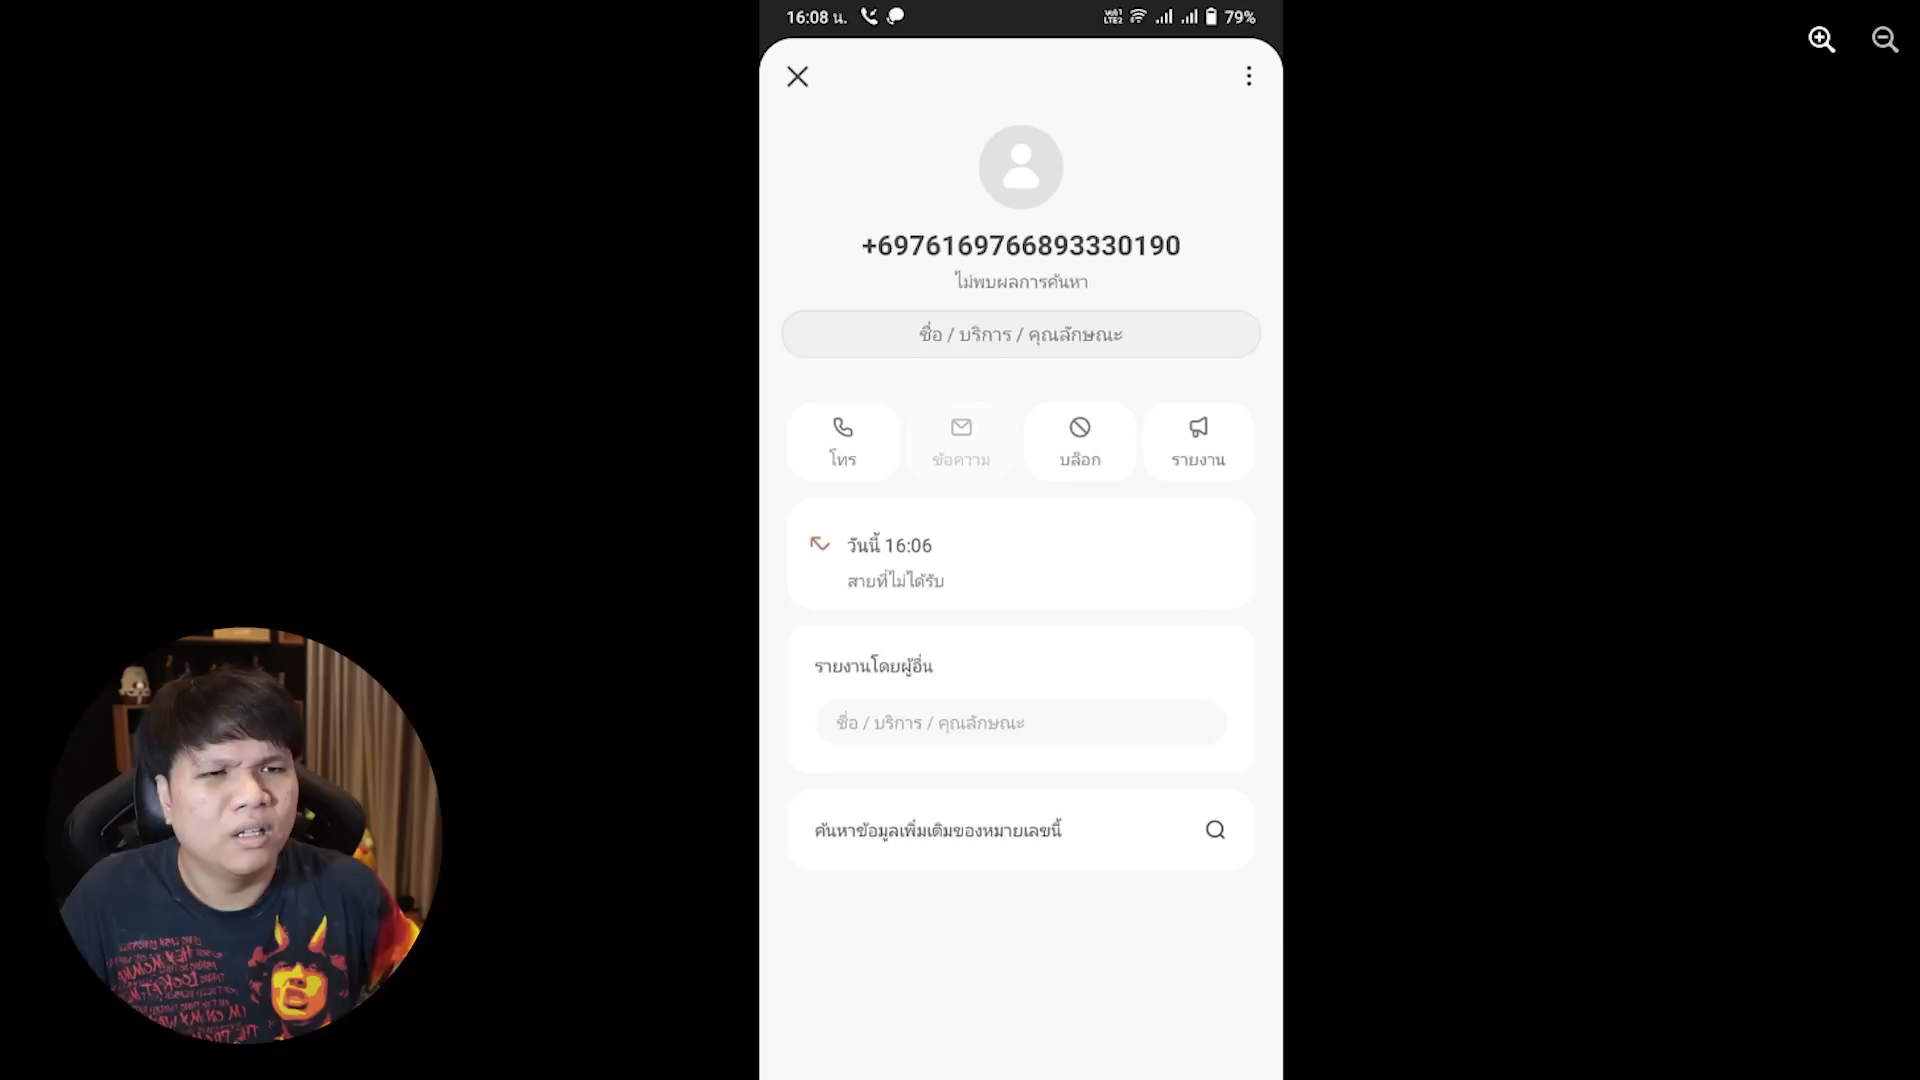 16:08 น.
79%
+6976169766893330190
ไม่พบผลการค้นหา
ชื่อ / บริการ / คุณลักษณะ
โทร
ข้อความ
บล็อก
รายงาน
วันนี้ 16:06
สายที่ไม่ได้รับ
รายงานโดยผู้อื่น
ชื่อ / บริการ / คุณลักษณะ
ค้นหาข้อมูลเพิ่มเติมของหมายเลขนี้